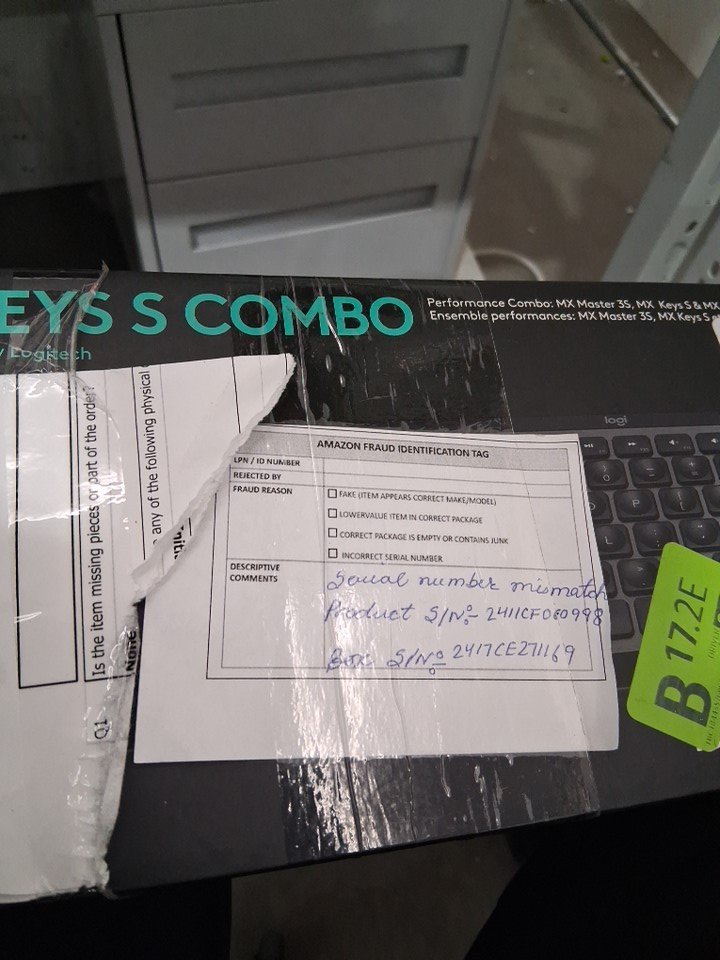 EYS S COMBO
Performance Combo: MX Master 3S, MX Keys S & MX
Ensemble performances: MX Master 3S, MX Keys S
y Logitech
logi
Q1
Is the item missing pieces or part of the order?
None
any of the following physical
AMAZON FRAUD IDENTIFICATION TAG
LPN / ID NUMBER
REJECTED BY
FRAUD REASON
FAKE (ITEM APPEARS CORRECT MAKE/MODEL)
LOWERVALUE ITEM IN CORRECT PACKAGE
CORRECT PACKAGE IS EMPTY OR CONTAINS JUNK
INCORRECT SERIAL NUMBER
DESCRIPTIVE
COMMENTS
Serial number mismatch
Product S/No:- 2411CF0C0998
Box S/No 2417CE271169
B 17.2E